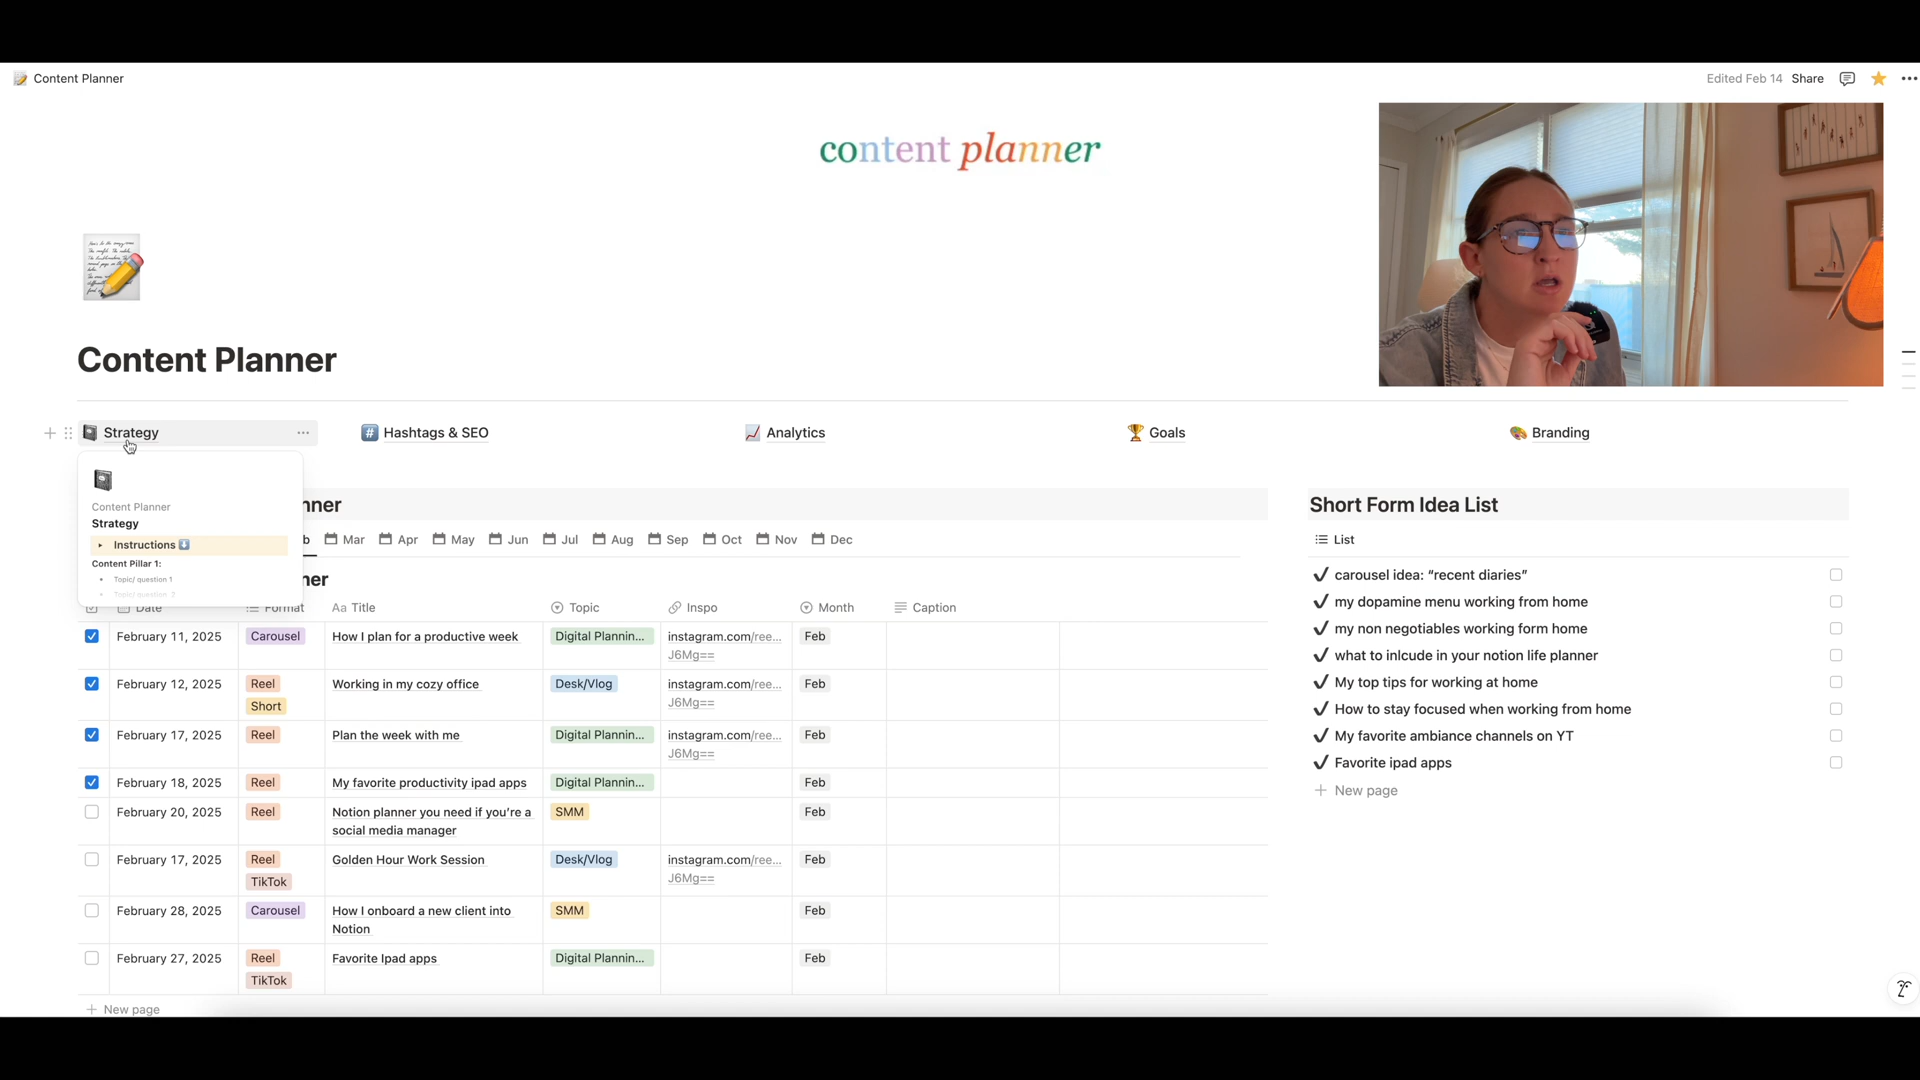 Content Planner
Edited Feb 14 Share
content planner
Content Planner
Strategy
Hashtags & SEO
Analytics
Goals
Branding
Content Planner
Strategy
Instructions
Content Pillar 1:
Topic/ question 1
Topic/ question 2
nner
b Mar Apr May Jun Jul Aug Sep Oct Nov Dec
ner
Date Format Aa Title Topic Inspo Month Caption
February 11, 2025 Carousel How I plan for a productive week Digital Plannin... instagram.com/ree... Feb
J6Mg==
February 12, 2025 Reel Working in my cozy office Desk/Vlog instagram.com/ree... Feb
Short J6Mg==
February 17, 2025 Reel Plan the week with me Digital Plannin... instagram.com/ree... Feb
J6Mg==
February 18, 2025 Reel My favorite productivity ipad apps Digital Plannin... Feb
February 20, 2025 Reel Notion planner you need if you're a SMM Feb
social media manager
February 17, 2025 Reel Golden Hour Work Session Desk/Vlog instagram.com/ree... Feb
TikTok J6Mg==
February 28, 2025 Carousel How I onboard a new client into SMM Feb
Notion
February 27, 2025 Reel Favorite Ipad apps Digital Plannin... Feb
TikTok
New page
Short Form Idea List
List
carousel idea: “recent diaries”
my dopamine menu working from home
my non negotiables working form home
what to inlcude in your notion life planner
My top tips for working at home
How to stay focused when working from home
My favorite ambiance channels on YT
Favorite ipad apps
New page